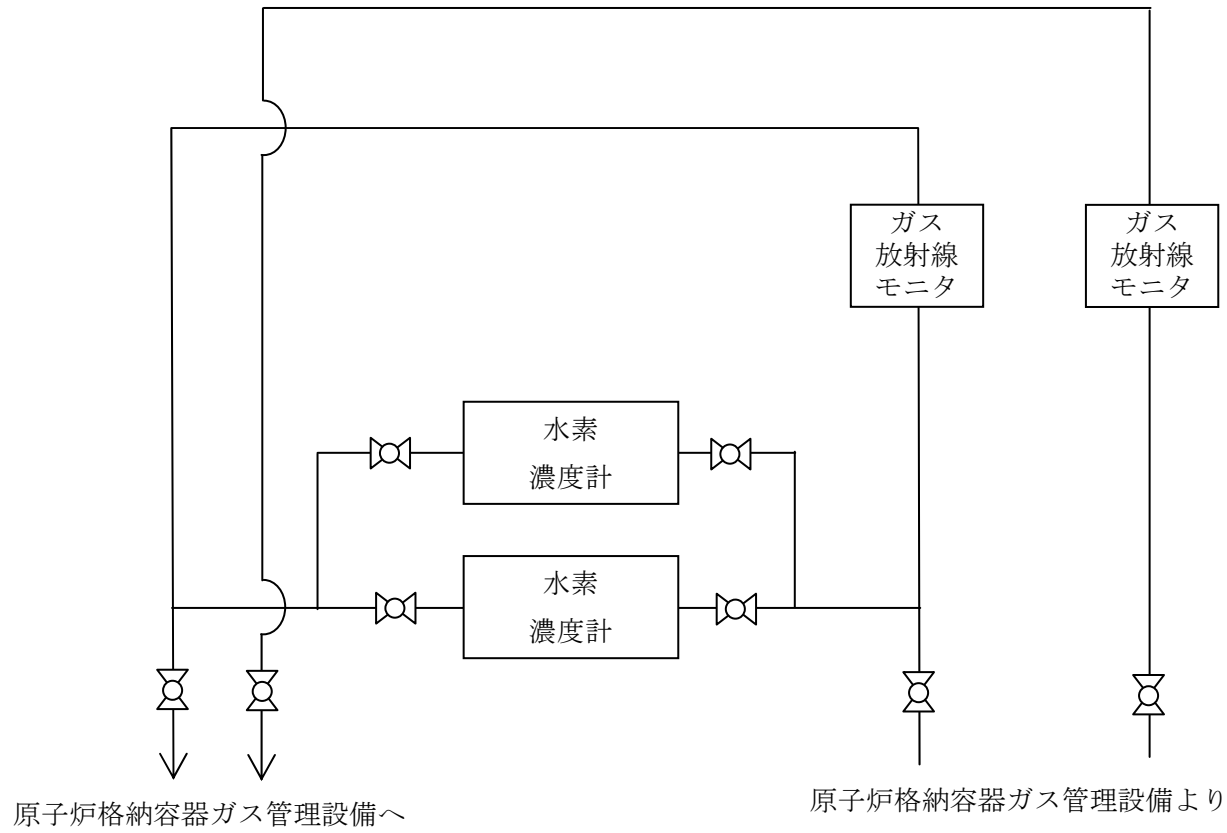 ガス
放射線
モニタ
ガス
放射線
モニタ
水素
濃度計
水素
濃度計
原子炉格納容器ガス管理設備へ
原子炉格納容器ガス管理設備より